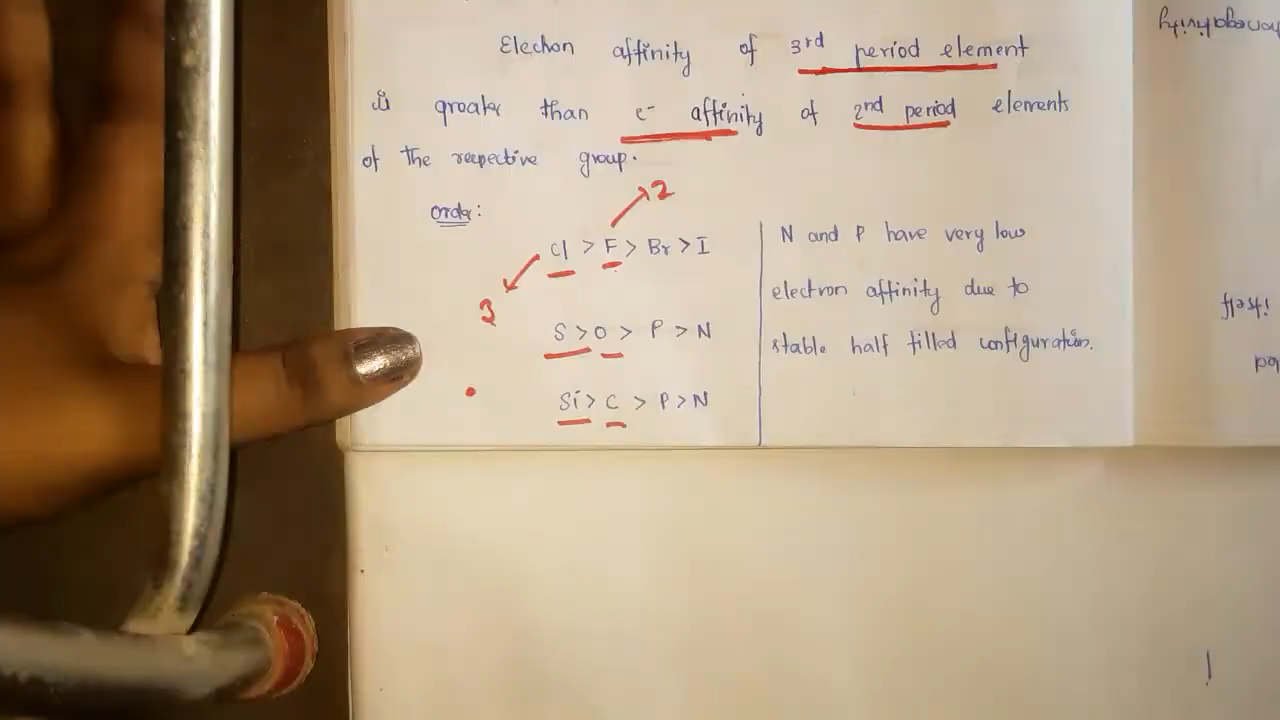 Electron affinity of 3rd period element
is greater than e⁻ affinity of 2nd period elements
of the respective group.
order:
2
Cl > F > Br > I
3
S > O > P > N
Si > C > P > N
N and P have very low
electron affinity due to
stable half filled configuration.
itself